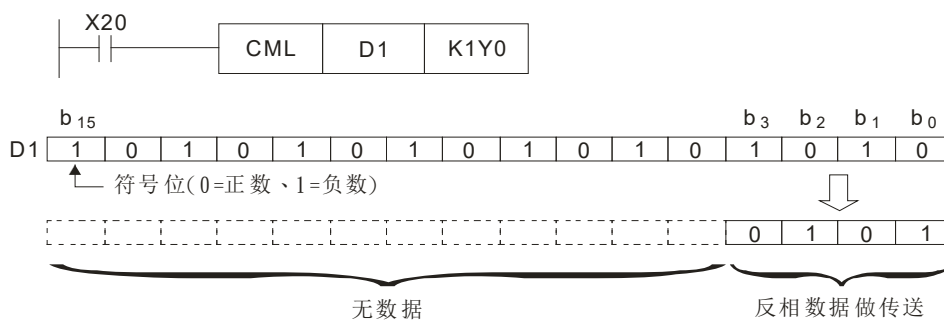 X20
CML D1 K1Y0
b15 b3 b2 b1 b0
D1 1 0 1 0 1 0 1 0 1 0 1 0 1 0 1 0
符号位(0=正数、1=负数)
0 1 0 1
无数据 反相数据做传送